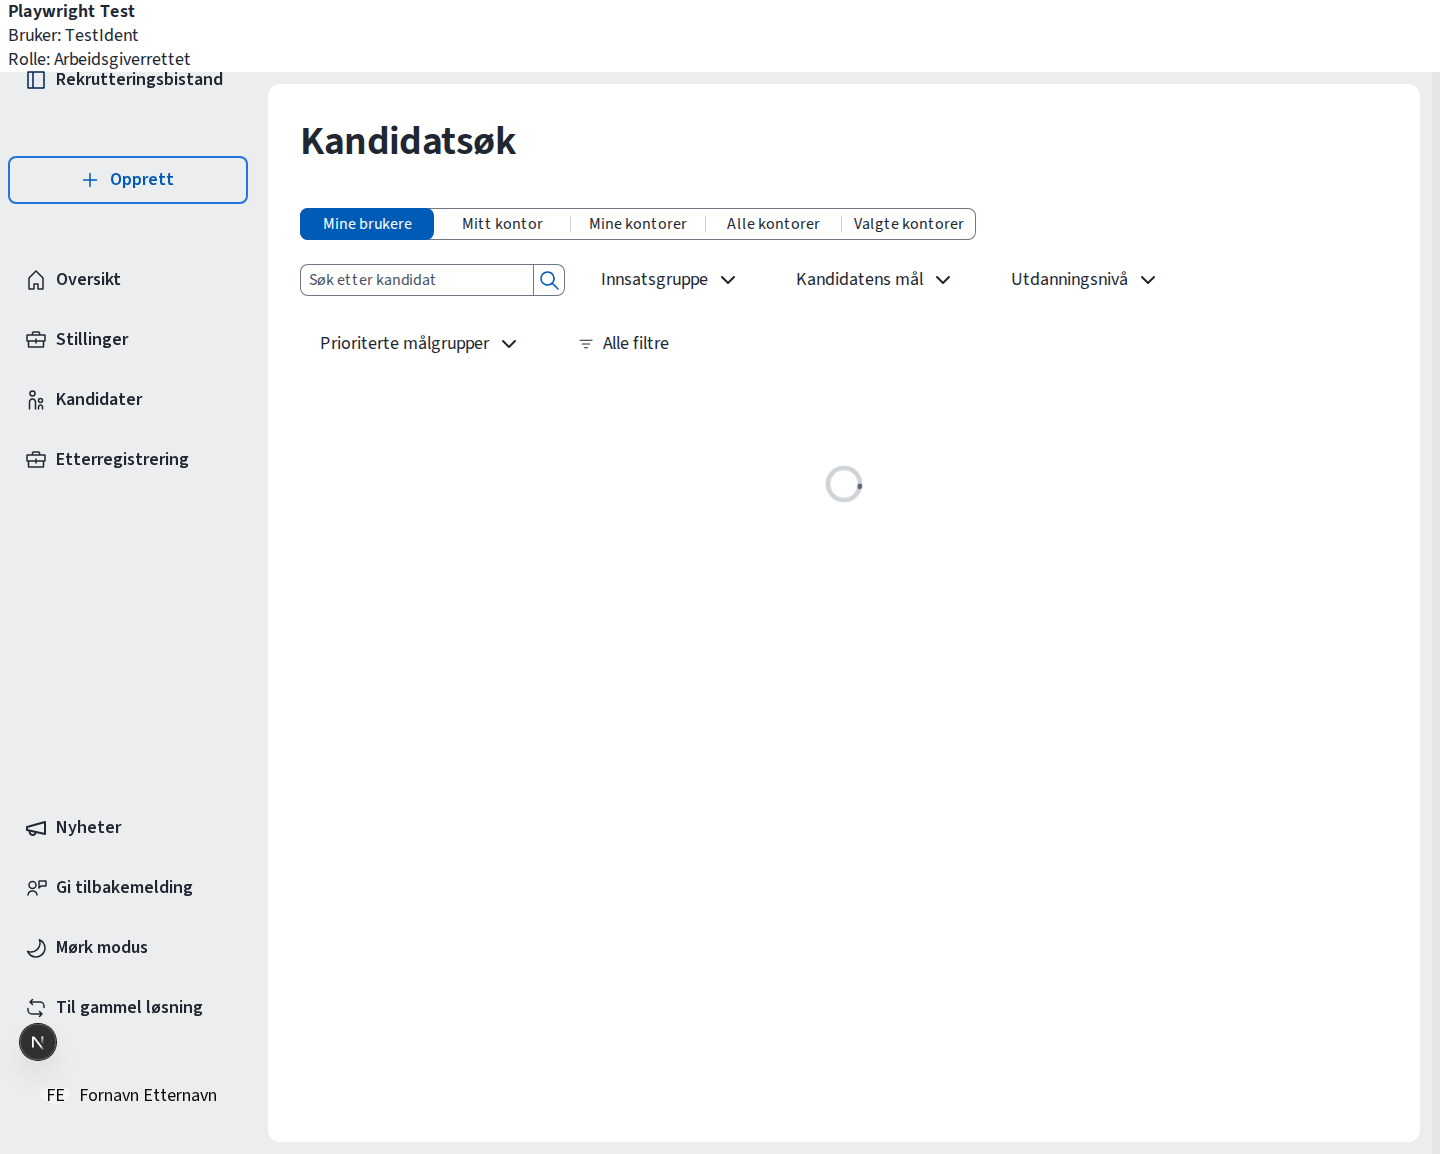 Playwright Test
Bruker: TestIdent
Rolle: Arbeidsgiverrettet
Rekrutteringsbistand
Opprett
Oversikt
Stillinger
Kandidater
Etterregistrering
Nyheter
Gi tilbakemelding
Mørk modus
Til gammel løsning
N
FE Fornavn Etternavn
Kandidatsøk
Mine brukere Mitt kontor Mine kontorer Alle kontorer Valgte kontorer
Søk etter kandidat Innsatsgruppe Kandidatens mål Utdanningsnivå
Prioriterte målgrupper Alle filtre